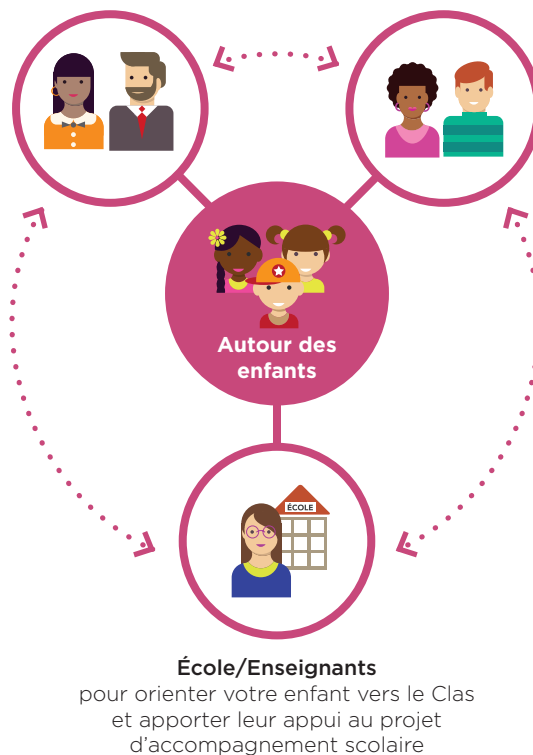 Autour des
enfants
ÉCOLE
École/Enseignants
pour orienter votre enfant vers le Clas
et apporter leur appui au projet
d'accompagnement scolaire